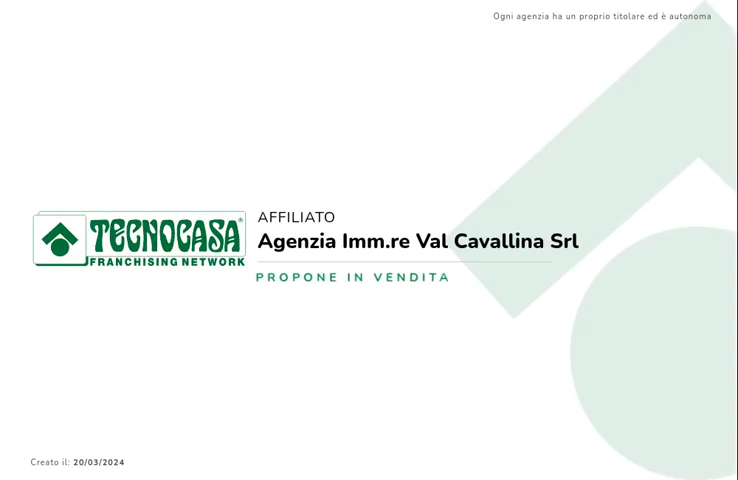 Ogni agenzia ha un proprio titolare ed è autonoma
AFFILIATO
TECNOCASA®
FRANCHISING NETWORK
Agenzia Imm.re Val Cavallina Srl
PROPONE IN VENDITA
Creato il: 20/03/2024